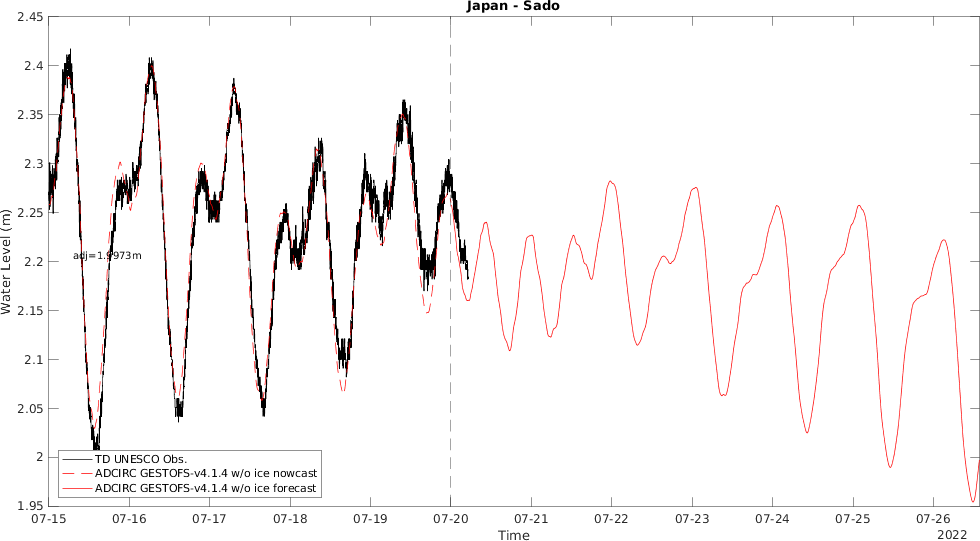 Japan - Sado
2.45
2.4
2.35
2.3
2.25
2.2
2.15
2.1
2.05
2
1.95
Water Level (m)
adj=1.9973m
TD UNESCO Obs.
ADCIRC GESTOFS-v4.1.4 w/o ice nowcast
ADCIRC GESTOFS-v4.1.4 w/o ice forecast
07-15 07-16 07-17 07-18 07-19 07-20 07-21 07-22 07-23 07-24 07-25 07-26
Time
2022